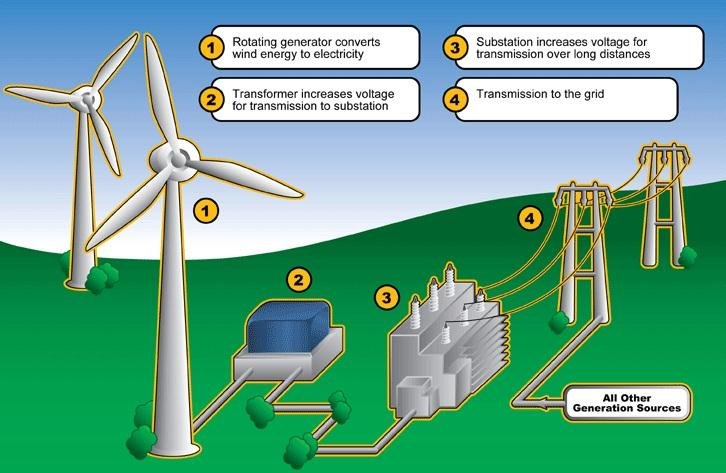 1 Rotating generator converts
wind energy to electricity
2 Transformer increases voltage
for transmission to substation
3 Substation increases voltage for
transmission over long distances
4 Transmission to the grid
1
2
3
4
All Other
Generation Sources